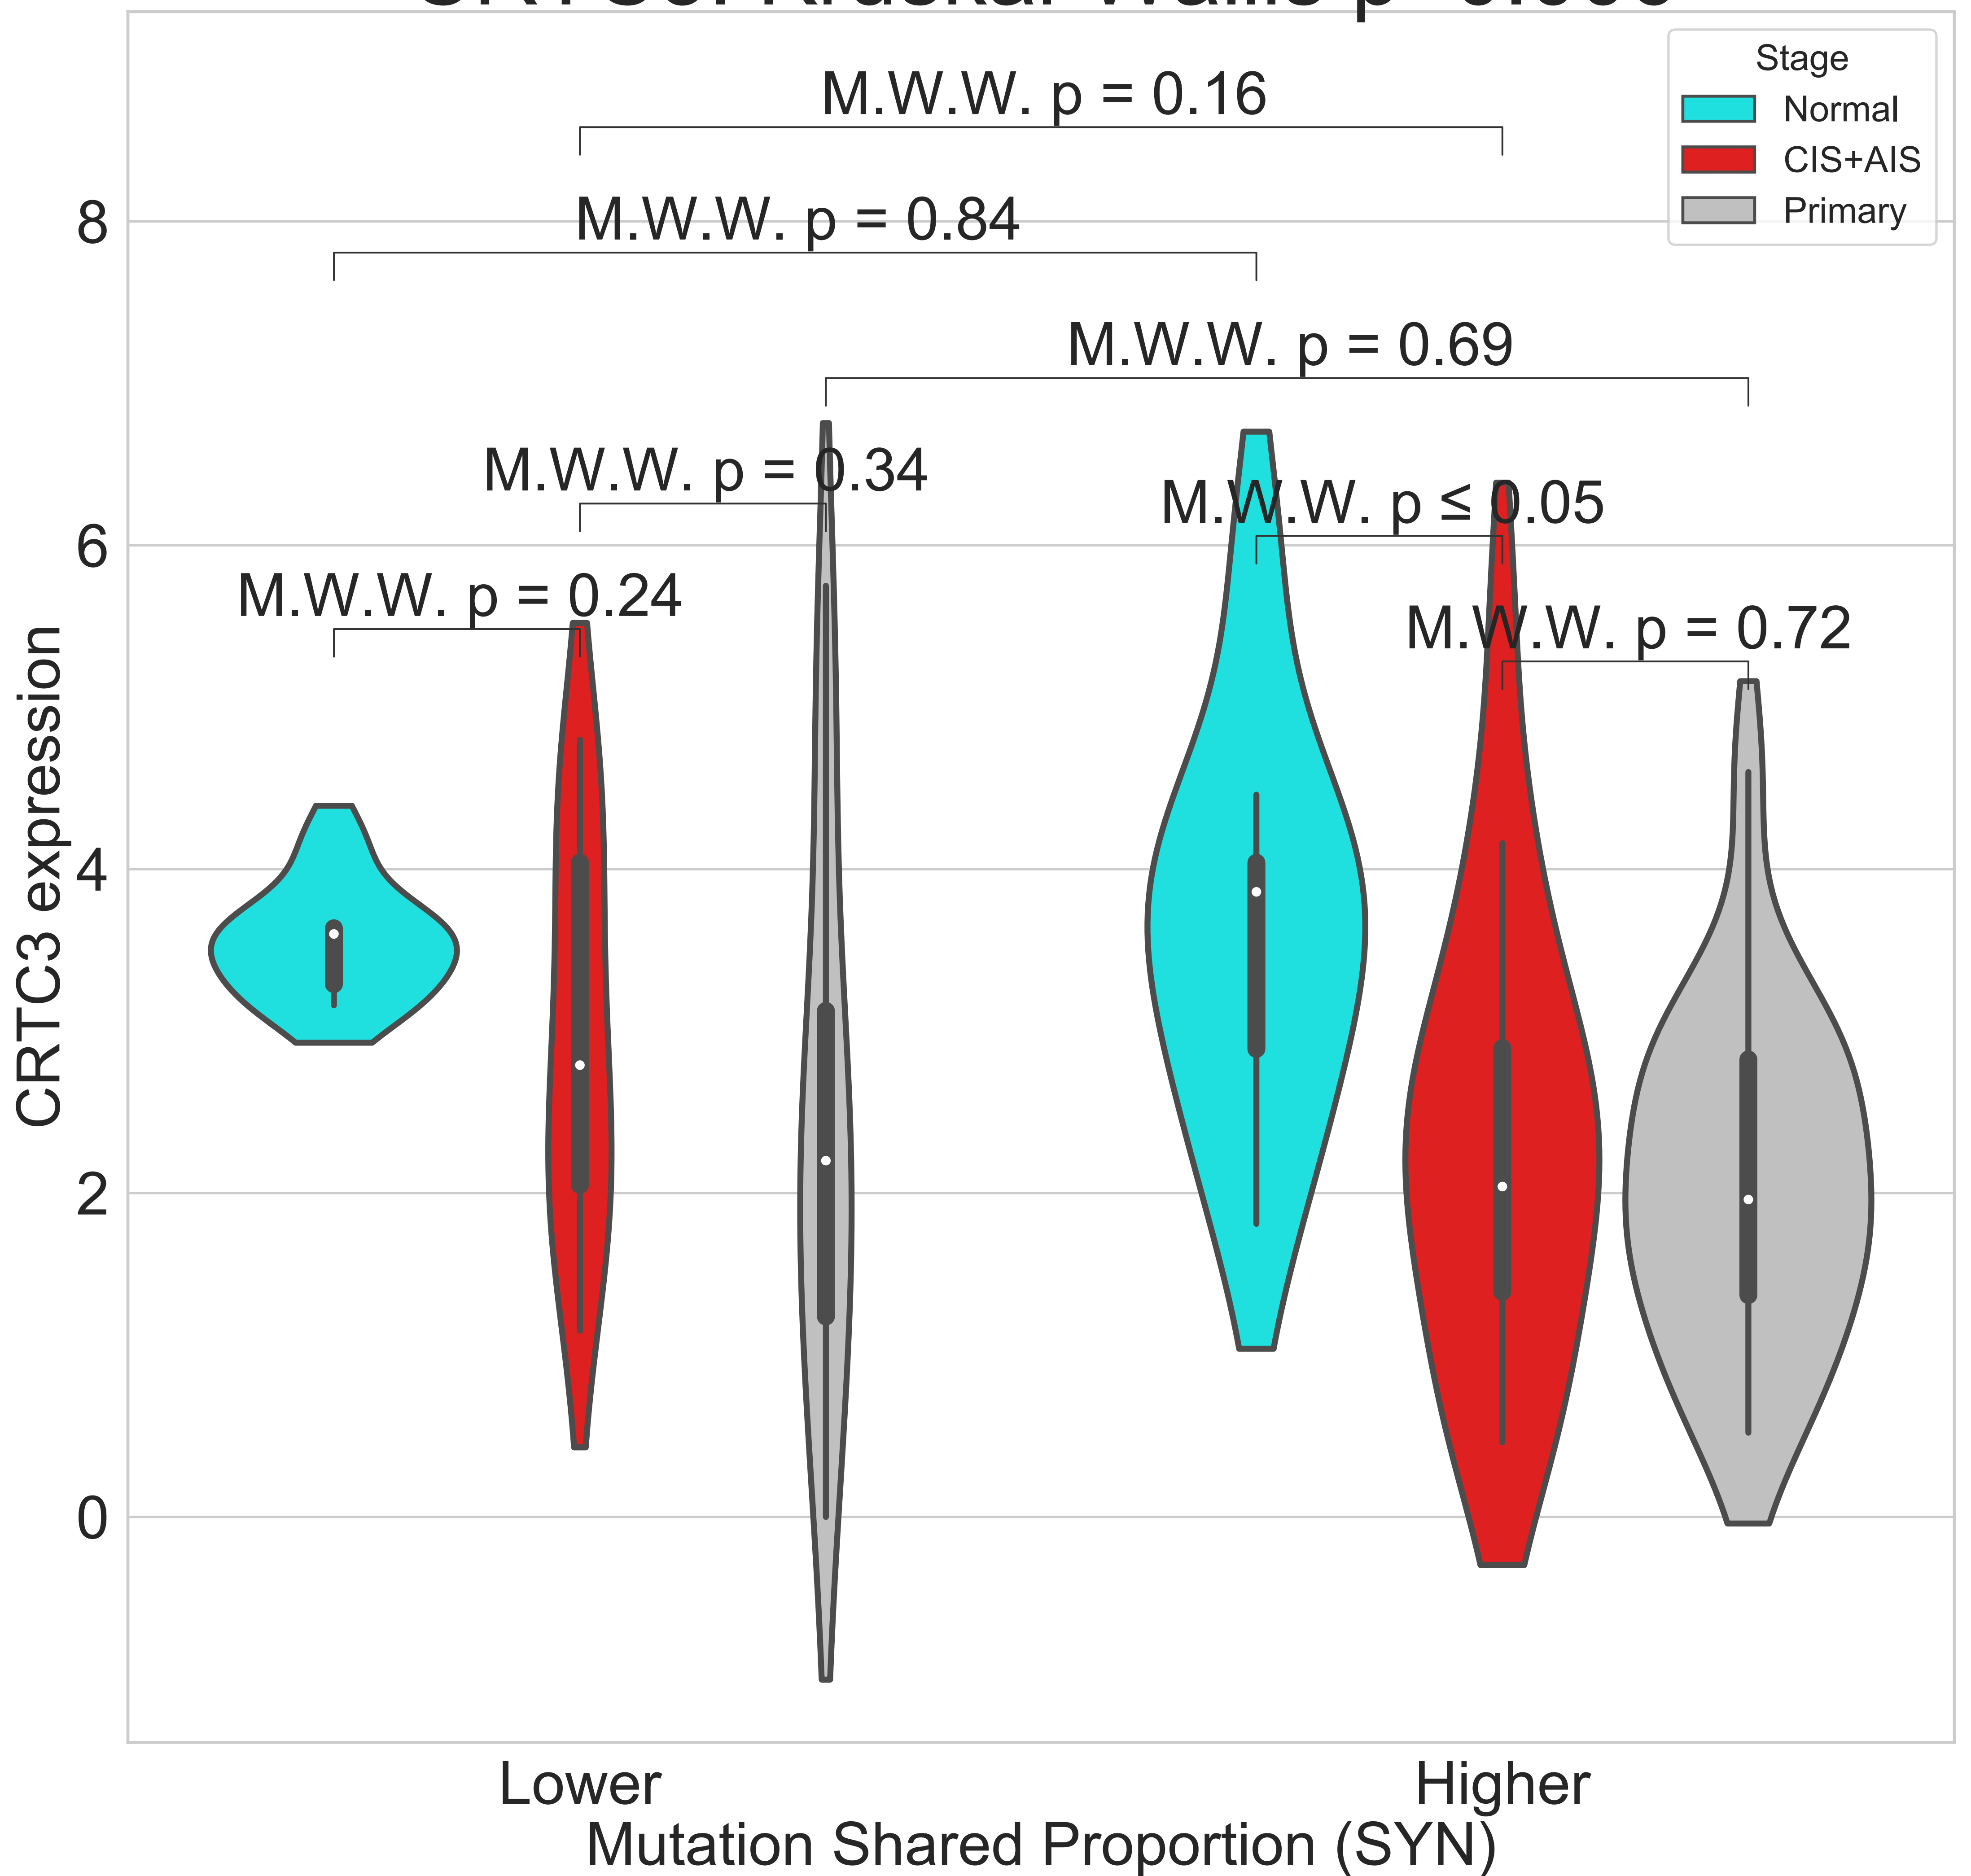 Stage
Normal
CIS+AIS
Primary
M.W.W. p = 0.16
M.W.W. p = 0.84
M.W.W. p = 0.69
M.W.W. p = 0.34
M.W.W. p ≤ 0.05
M.W.W. p = 0.24
M.W.W. p = 0.72
8
6
4
2
0
CRTC3 expression
Lower
Higher
Mutation Shared Proportion (SYN)